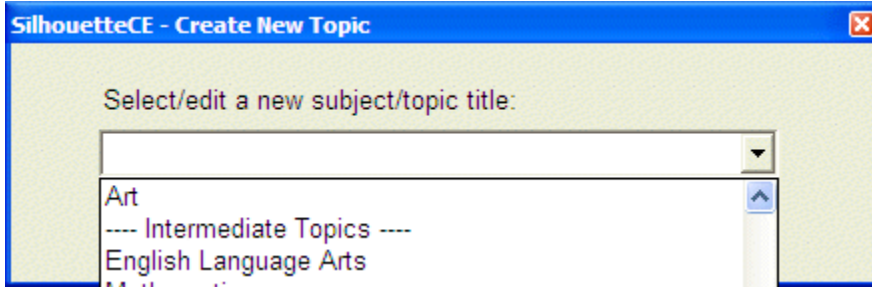 SilhouetteCE - Create New Topic
Select/edit a new subject/topic title:
Art
---- Intermediate Topics ----
English Language Arts